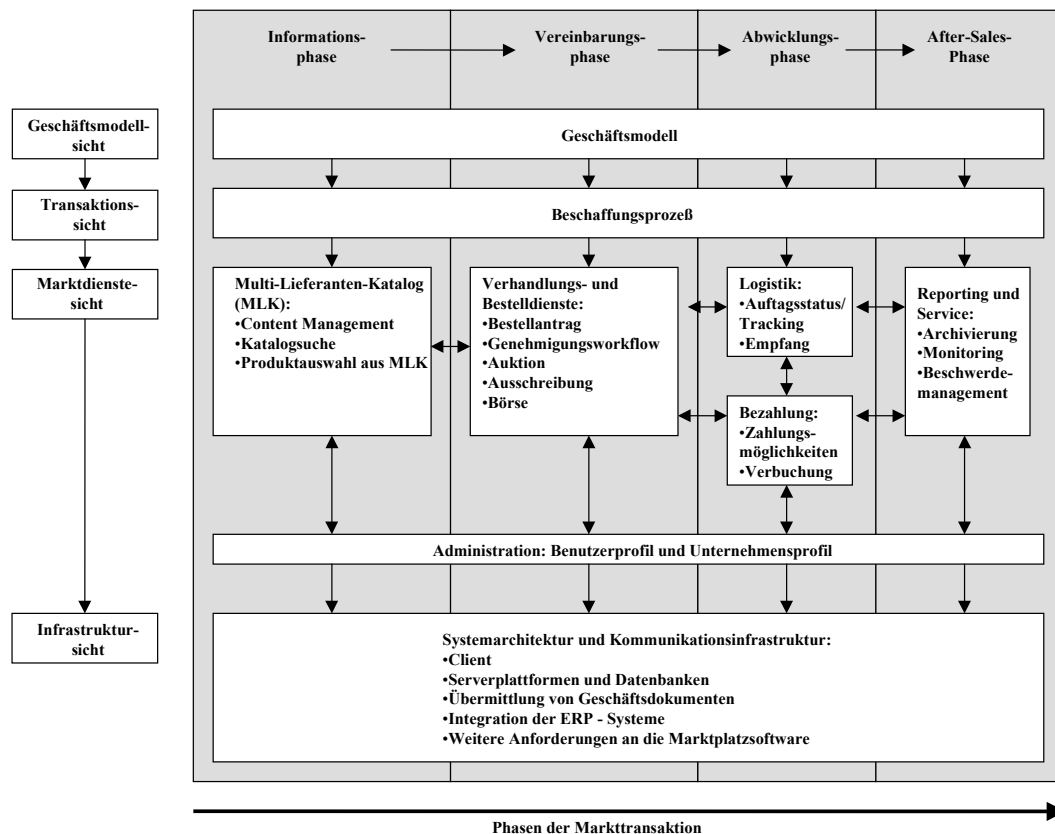 Informations-
phase
Vereinbarungs-
phase
Abwicklungs-
phase
After-Sales-
Phase
Geschäftsmodell-
sicht
Geschäftsmodell
Transaktions-
sicht
Beschaffungsprozeß
Marktdienste-
sicht
Multi-Lieferanten-Katalog
(MLK):
•Content Management
•Katalogsuche
•Produktauswahl aus MLK
Verhandlungs- und
Bestelldienste:
•Bestellantrag
•Genehmigungsworkflow
•Auktion
•Ausschreibung
•Börse
Logistik:
•Auftagsstatus/
Tracking
•Empfang
Bezahlung:
•Zahlungs-
möglichkeiten
•Verbuchung
Reporting und
Service:
•Archivierung
•Monitoring
•Beschwerde-
management
Administration: Benutzerprofil und Unternehmensprofil
Infrastruktur-
sicht
Systemarchitektur und Kommunikationsinfrastruktur:
•Client
•Serverplattformen und Datenbanken
•Übermittlung von Geschäftsdokumenten
•Integration der ERP - Systeme
•Weitere Anforderungen an die Marktplatzsoftware
Phasen der Markttransaktion